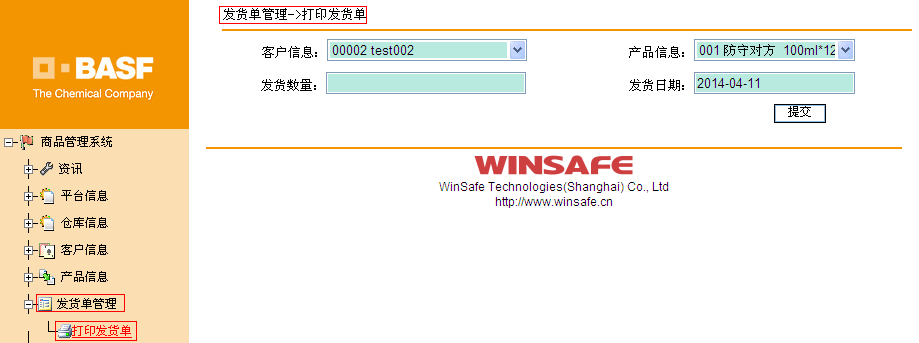 BASF
The Chemical Company
商品管理系统
资讯
平台信息
仓库信息
客户信息
产品信息
发货单管理
打印发货单
发货单管理->打印发货单
客户信息: 00002 test002
产品信息: 001 防守对方 100ml*12
发货数量:
发货日期: 2014-04-11
提交
WINSAFE
WinSafe Technologies(Shanghai) Co., Ltd
http://www.winsafe.cn